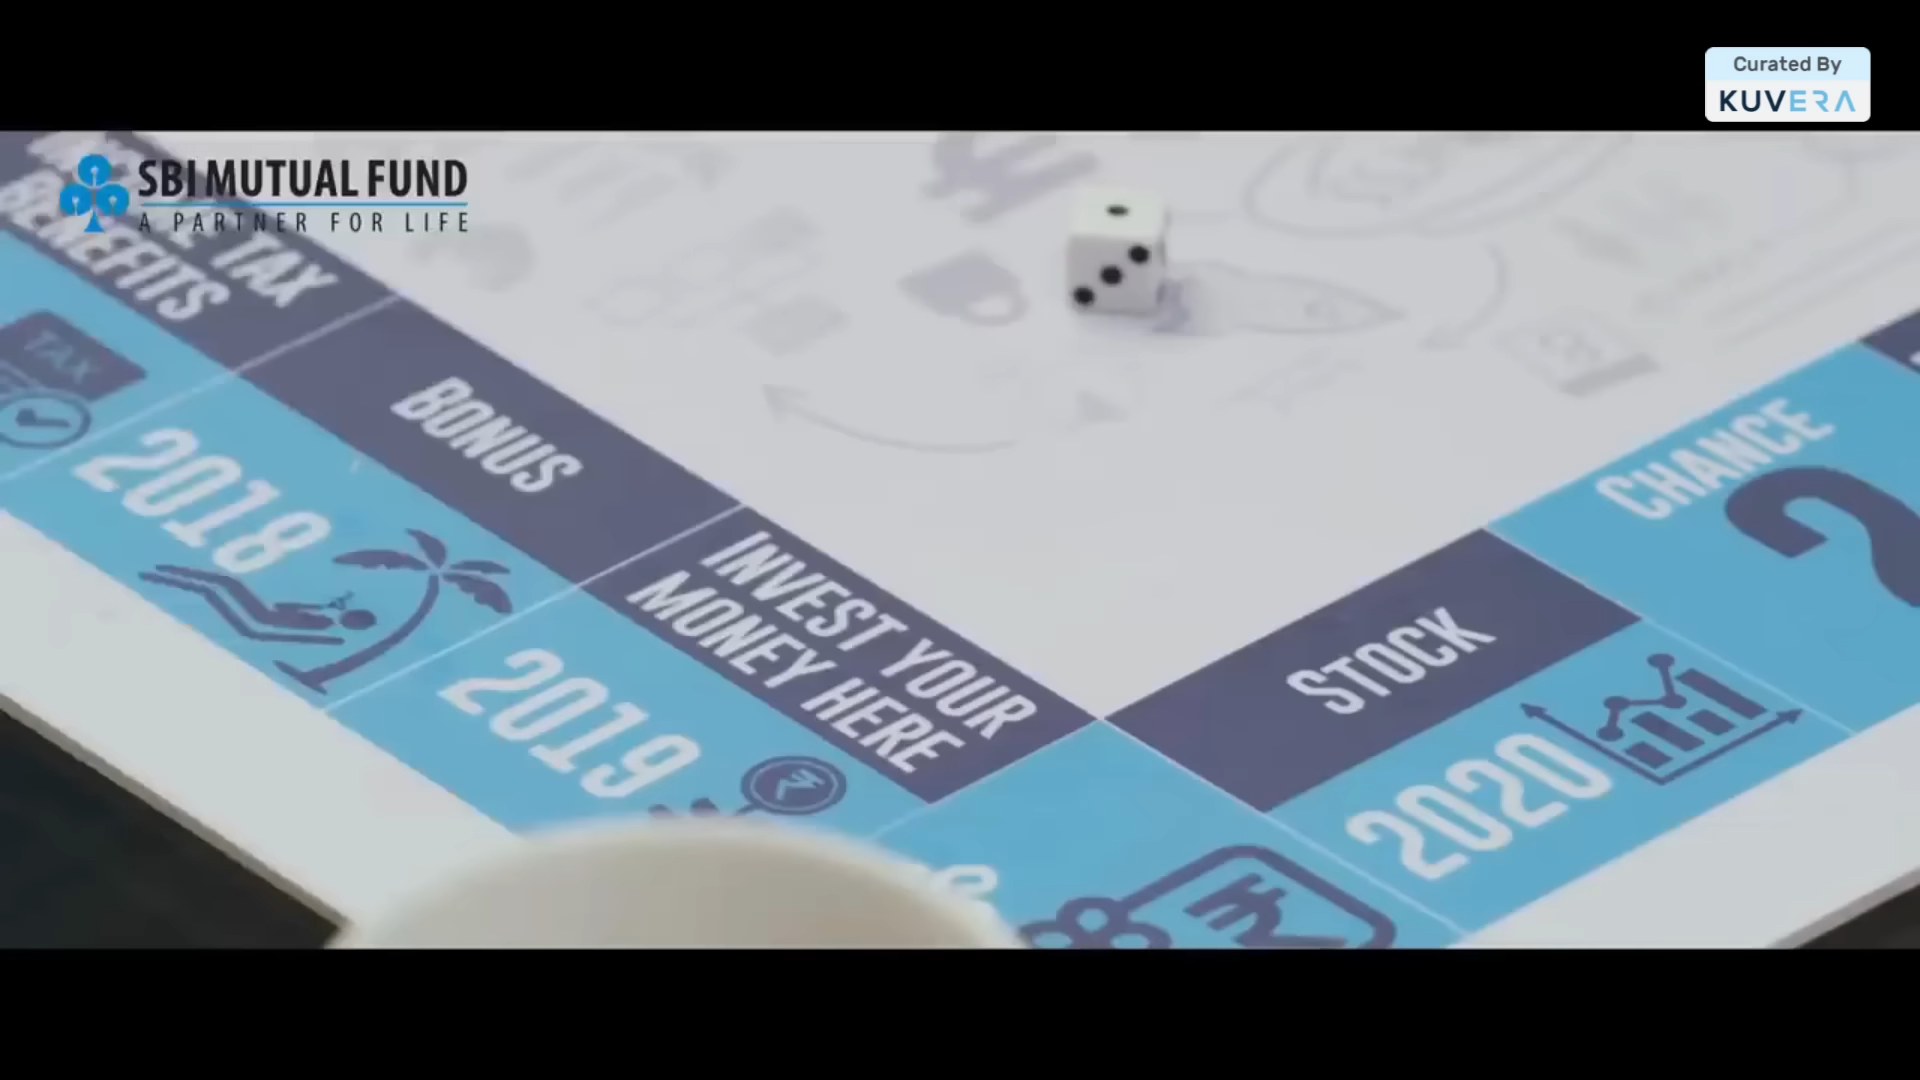 Curated By
KUVERA
SBI MUTUAL FUND
A PARTNER FOR LIFE
TAX
BENEFITS
TAX
BONUS
2018
INVEST YOUR
MONEY HERE
2019
STOCK
2020
CHANCE
?